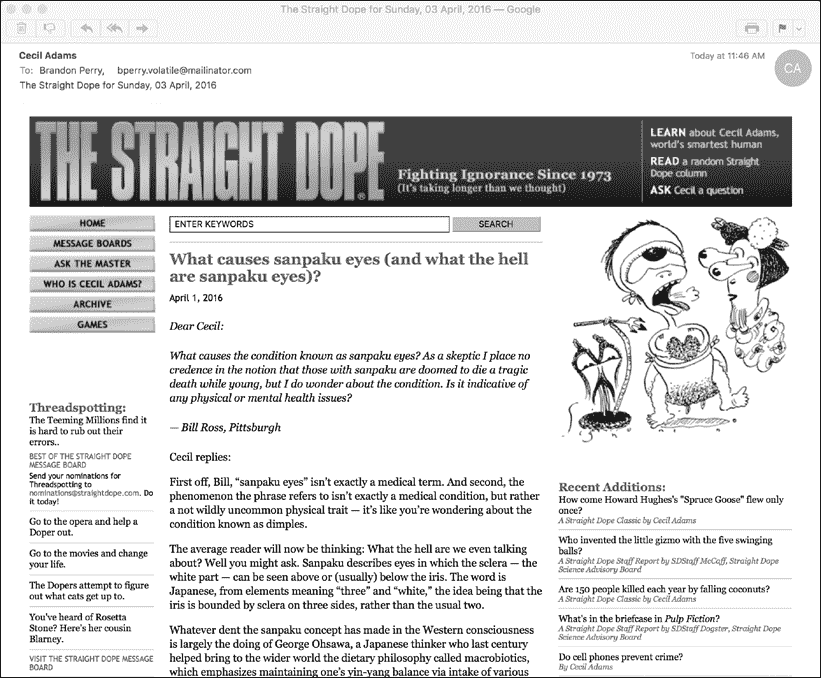 The Straight Dope for Sunday, 03 April, 2016 — Google
Cecil Adams
Today at 11:46 AM
CA
To: Brandon Perry, bperry.volatile@mailinator.com
The Straight Dope for Sunday, 03 April, 2016
THE STRAIGHT DOPE®
Fighting Ignorance Since 1973
(It's taking longer than we thought)
LEARN about Cecil Adams,
world's smartest human
READ a random Straight
Dope column
ASK Cecil a question
HOME
MESSAGE BOARDS
ASK THE MASTER
WHO IS CECIL ADAMS?
ARCHIVE
GAMES
Threadspotting:
The Teeming Millions find it
is hard to rub out their
errors..
BEST OF THE STRAIGHT DOPE
MESSAGE BOARD
Send your nominations for
Threadspotting to
nominations@straightdope.com. Do
it today!
Go to the opera and help a
Doper out.
Go to the movies and change
your life.
The Dopers attempt to figure
out what cats get up to.
You've heard of Rosetta
Stone? Here's her cousin
Blarney.
VISIT THE STRAIGHT DOPE MESSAGE
BOARD
ENTER KEYWORDS
SEARCH
What causes sanpaku eyes (and what the hell
are sanpaku eyes)?
April 1, 2016
Dear Cecil:
What causes the condition known as sanpaku eyes? As a skeptic I place no
credence in the notion that those with sanpaku are doomed to die a tragic
death while young, but I do wonder about the condition. Is it indicative of
any physical or mental health issues?
— Bill Ross, Pittsburgh
Cecil replies:
First off, Bill, “sanpaku eyes” isn’t exactly a medical term. And second, the
phenomenon the phrase refers to isn’t exactly a medical condition, but rather
a not wildly uncommon physical trait — it’s like you’re wondering about the
condition known as dimples.
The average reader will now be thinking: What the hell are we even talking
about? Well you might ask. Sanpaku describes eyes in which the sclera — the
white part — can be seen above or (usually) below the iris. The word is
Japanese, from elements meaning “three” and “white,” the idea being that the
iris is bounded by sclera on three sides, rather than the usual two.
Whatever dent the sanpaku concept has made in the Western consciousness
is largely the doing of George Ohsawa, a Japanese thinker who last century
helped bring to the wider world the dietary philosophy called macrobiotics,
which emphasizes maintaining one’s yin-yang balance via intake of various
Recent Additions:
How come Howard Hughes's "Spruce Goose" flew only
once?
A Straight Dope Classic by Cecil Adams
Who invented the little gizmo with the five swinging
balls?
A Straight Dope Staff Report by SDStaff McCaff, Straight Dope
Science Advisory Board
Are 150 people killed each year by falling coconuts?
A Straight Dope Classic by Cecil Adams
What's in the briefcase in Pulp Fiction?
A Straight Dope Staff Report by SDStaff Dogster, Straight Dope
Science Advisory Board
Do cell phones prevent crime?
By Cecil Adams